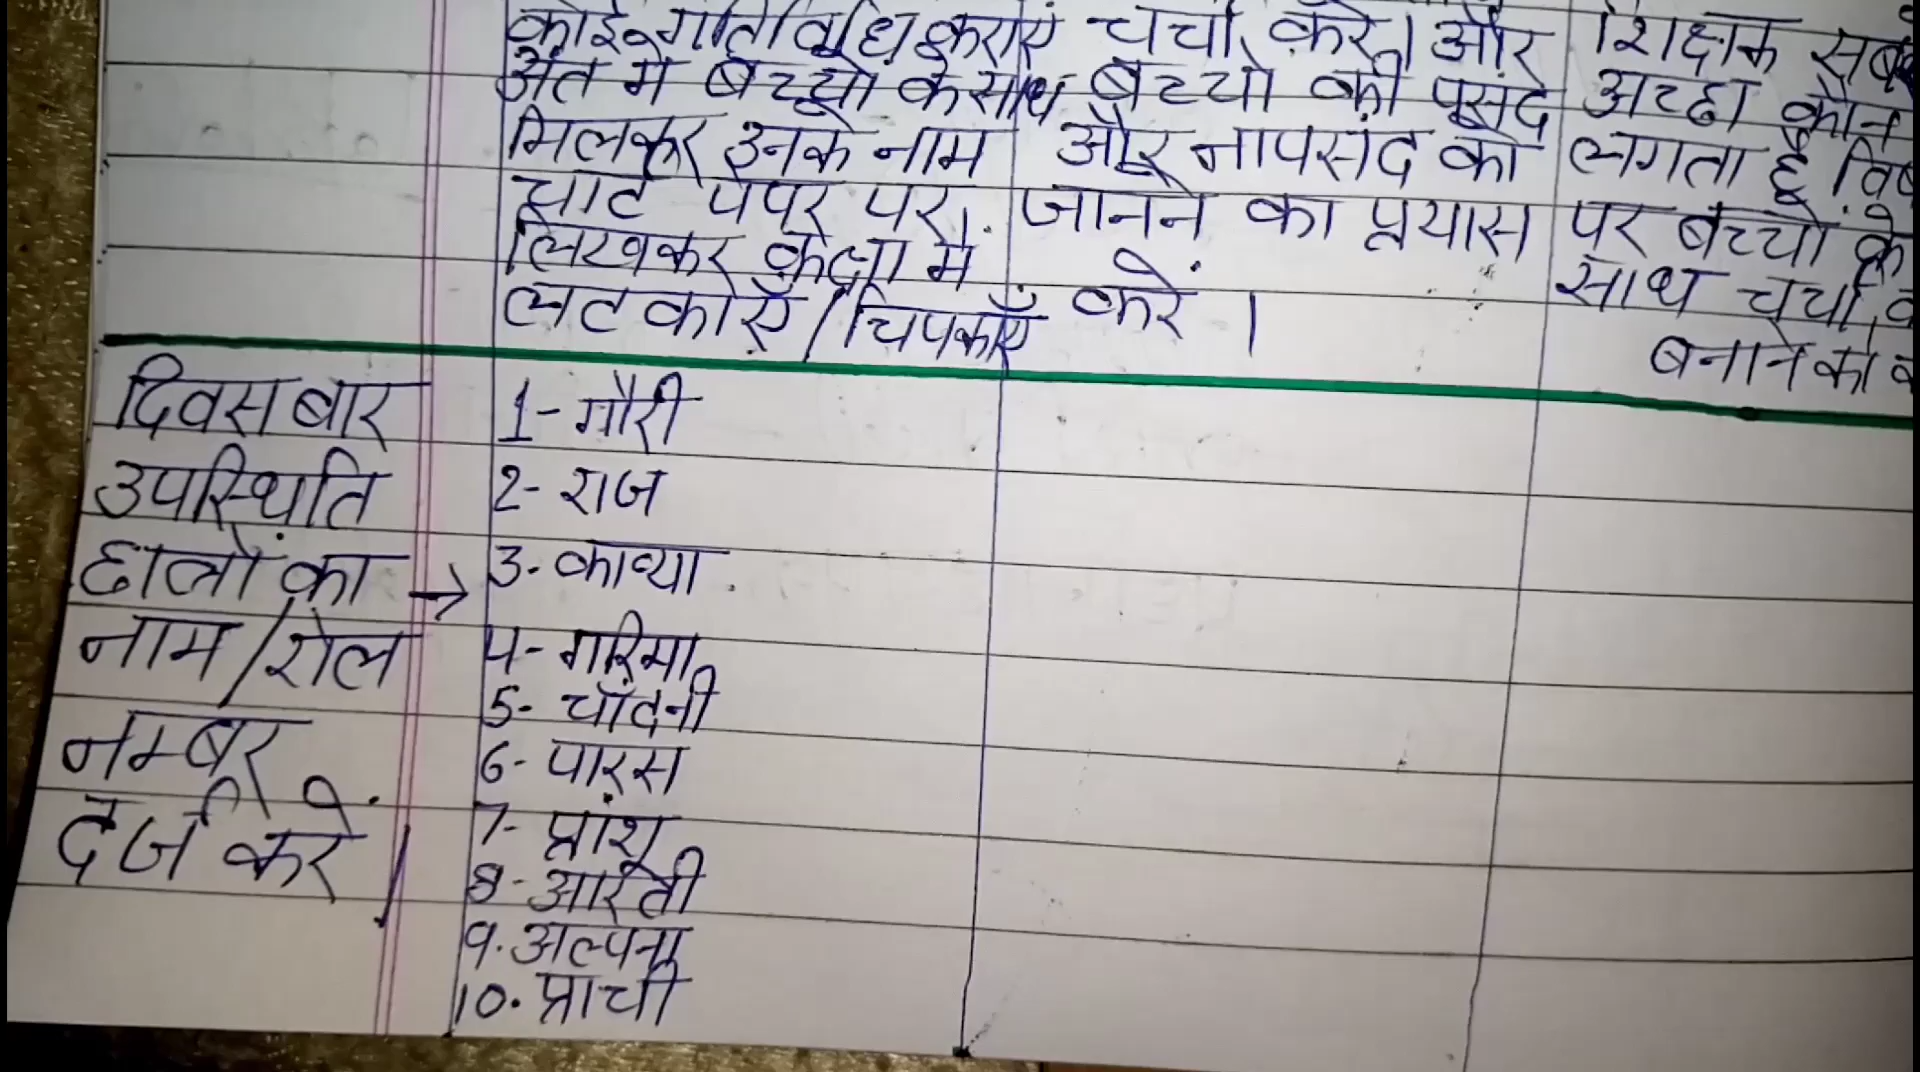 कोई गतिविधि कराएं
अंत में बच्चो के साथ
मिलकर उनके नाम
चार्ट पेपर पर
लिखकर कक्षा में
लटकाएँ / चिपकाएँ
चर्चा करे। और
बच्चो की पसंद
और नापसंद को
जानने का प्रयास
करें ।
शिक्षक सबसे
अच्छा कौन
लगता है
पर बच्चों के
साथ चर्चा
बनाने को
दिवस बार
उपस्थिति
छात्रों का →
नाम / रोल
नम्बर
दर्ज करें ।
1- गौरी
2- राज
3. काव्या
4- गरिमा
5- चाँदनी
6- पारस
7- प्रांशू
8- आरती
9. अल्पना
10. प्राची